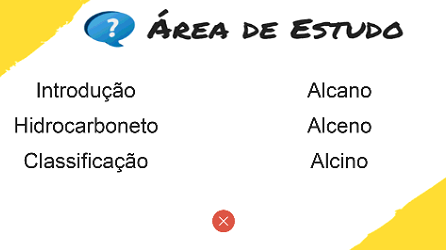 Área de Estudo
Introdução
Hidrocarboneto
Classificação
Alcano
Alceno
Alcino